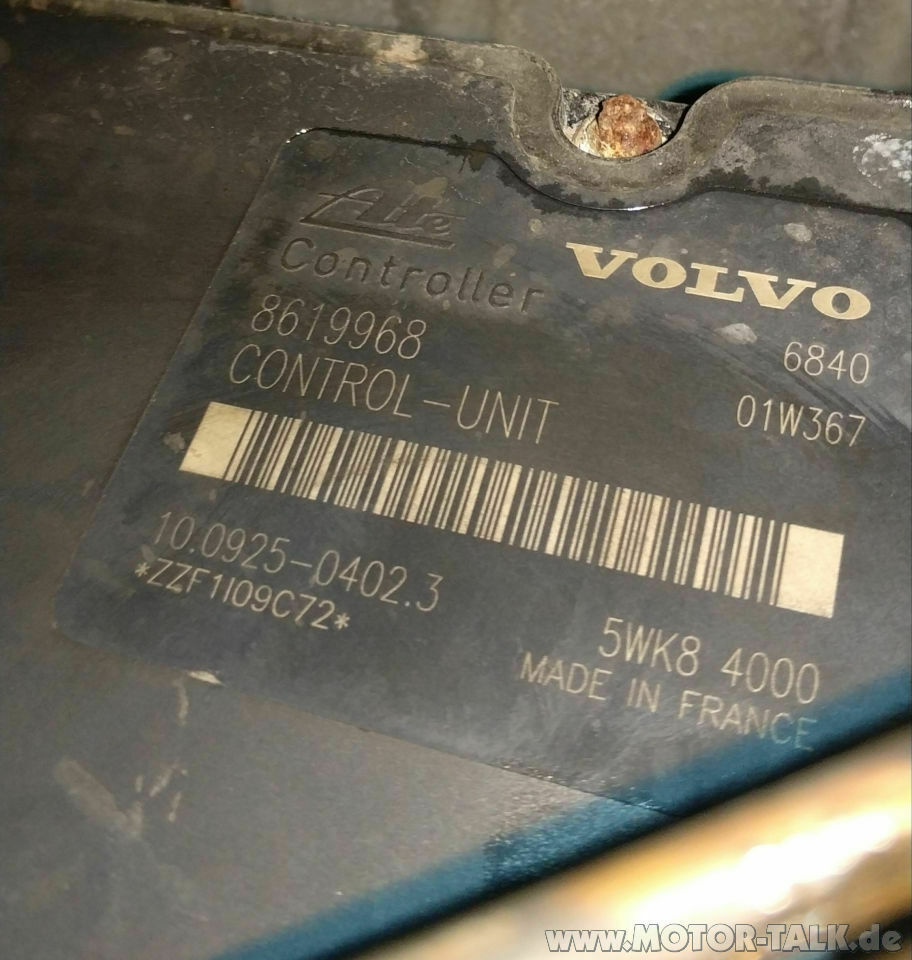 Ate
Controller
VOLVO
8619968
6840
CONTROL-UNIT
01W367
10.0925-0402.3
*ZZF1I09C72*
5WK8 4000
MADE IN FRANCE
www.MOTOR-TALK.de